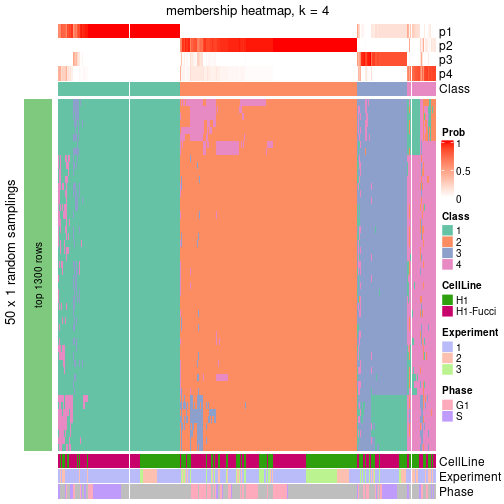 membership heatmap, k = 4
p1
p2
p3
p4
Class
50 x 1 random samplings
top 1300 rows
Prob
1
0.5
0
Class
1
2
3
4
CellLine
H1
H1-Fucci
Experiment
1
2
3
Phase
G1
S
CellLine
Experiment
Phase